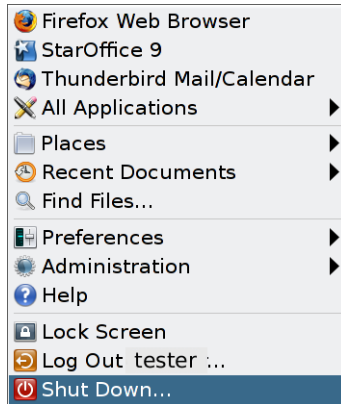 Firefox Web Browser
StarOffice 9
Thunderbird Mail/Calendar
All Applications
Places
Recent Documents
Find Files...
Preferences
Administration
Help
Lock Screen
Log Out tester ...
Shut Down...